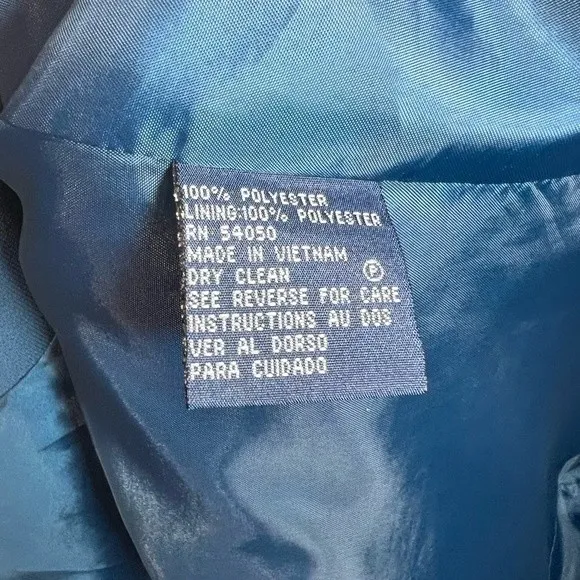 100% POLYESTER
LINING:100% POLYESTER
RN 54050
MADE IN VIETNAM
DRY CLEAN Ⓟ
SEE REVERSE FOR CARE
INSTRUCTIONS AU DOS
VER AL DORSO
PARA CUIDADO